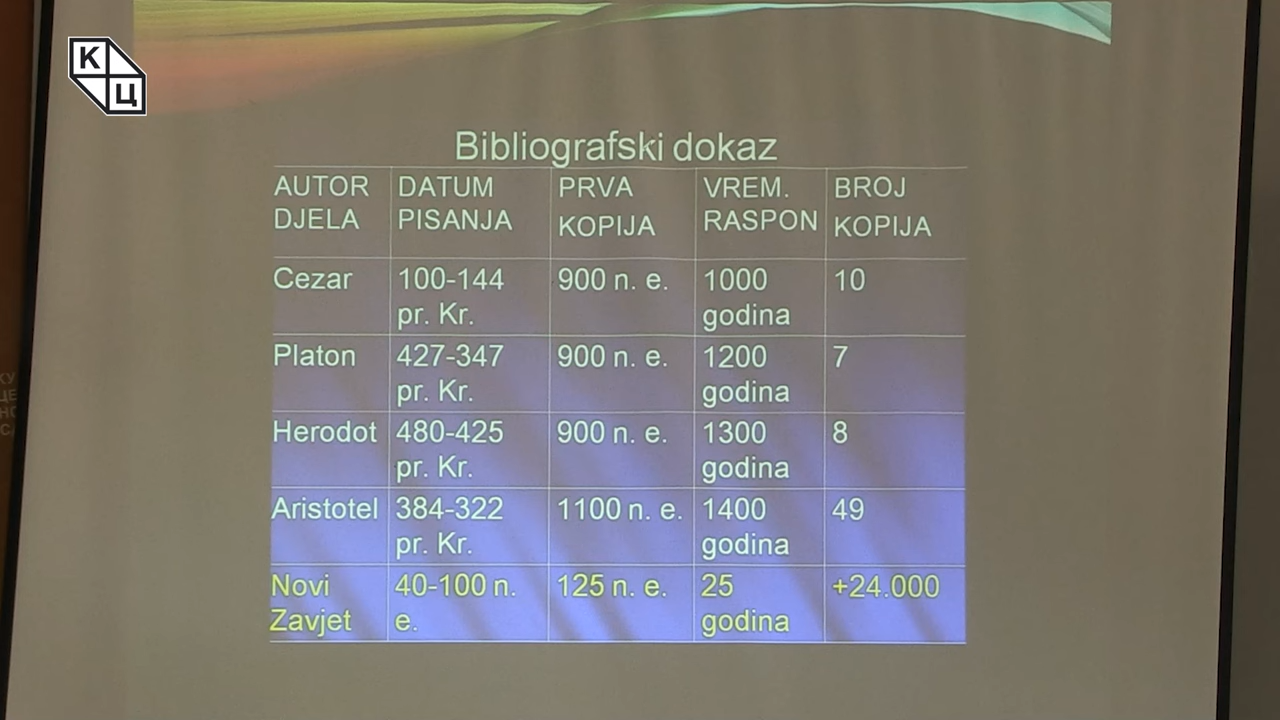 К
Ц
Bibliografski dokaz
AUTOR DJELA | DATUM PISANJA | PRVA KOPIJA | VREM. RASPON | BROJ KOPIJA
Cezar | 100-144 pr. Kr. | 900 n. e. | 1000 godina | 10
Platon | 427-347 pr. Kr. | 900 n. e. | 1200 godina | 7
Herodot | 480-425 pr. Kr. | 900 n. e. | 1300 godina | 8
Aristotel | 384-322 pr. Kr. | 1100 n. e. | 1400 godina | 49
Novi Zavjet | 40-100 n. e. | 125 n. e. | 25 godina | +24.000